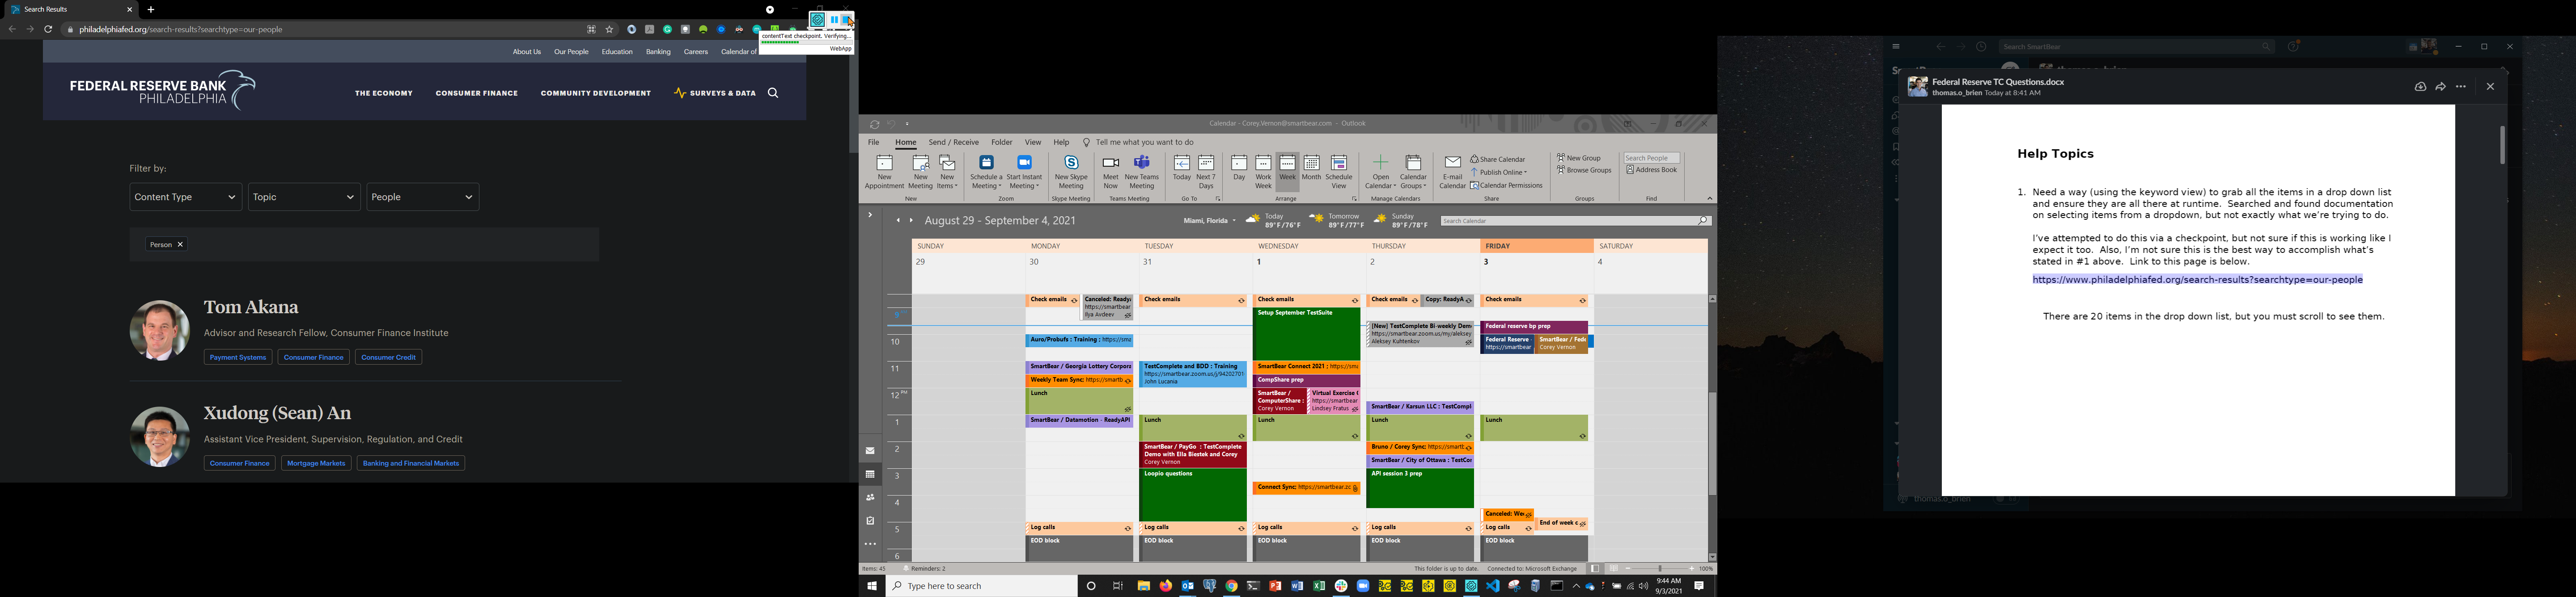 Search Results
philadelphiafed.org/search-results?searchtype=our-people
contentText checkpoint. Verifying...
WebApp
About Us Our People Education Banking Careers Calendar of
FEDERAL RESERVE BANK
PHILADELPHIA
THE ECONOMY CONSUMER FINANCE COMMUNITY DEVELOPMENT SURVEYS & DATA
Filter by:
Content Type Topic People
Person
Tom Akana
Advisor and Research Fellow, Consumer Finance Institute
Payment Systems Consumer Finance Consumer Credit
Xudong (Sean) An
Assistant Vice President, Supervision, Regulation, and Credit
Consumer Finance Mortgage Markets Banking and Financial Markets
Calendar - Corey.Vernon@smartbear.com - Outlook
File Home Send / Receive Folder View Help Tell me what you want to do
New Appointment
New Meeting
New Items
New
Schedule a Meeting
Start Instant Meeting
Zoom
New Skype Meeting
Skype Meeting
Meet Now
New Teams Meeting
Teams Meeting
Today
Next 7 Days
Go To
Day
Work Week
Week
Month
Schedule View
Arrange
Open Calendar
Calendar Groups
Manage Calendars
E-mail Calendar
Share Calendar
Publish Online
Calendar Permissions
Share
New Group
Browse Groups
Groups
Search People
Address Book
Find
August 29 - September 4, 2021
Miami, Florida
Today
89°F/76°F
Tomorrow
89°F/77°F
Sunday
89°F/78°F
Search Calendar
SUNDAY MONDAY TUESDAY WEDNESDAY THURSDAY FRIDAY SATURDAY
29 30 31 1 2 3 4
9
10
11
12 PM
1
2
3
4
5
6
Check emails
Canceled: Ready
https://smartbear
Ilya Avdeev
Auro/Probufs : Training : https://sma
SmartBear / Georgia Lottery Corpora
Weekly Team Sync; https://smartb
Lunch
SmartBear / Datamotion - ReadyAPI
Log calls
EOD block
Check emails
TestComplete and BDD : Training
https://smartbear.zoom.us/j/94202701
John Lucania
Lunch
SmartBear / PayGo : TestComplete
Demo with Ella Biestek and Corey
Corey Vernon
Loopio questions
Log calls
EOD block
Check emails
Setup September TestSuite
SmartBear Connect 2021 ; https://sma
CompShare prep
SmartBear /
ComputerShare :
Corey Vernon
Virtual Exercise
https://smartbear
Lindsey Fratus
Lunch
Connect Sync; https://smartbear.zc
Log calls
EOD block
Check emails
Copy: ReadyA
[New] TestComplete Bi-weekly Dem
https://smartbear.zoom.us/my/aleksey
Aleksey Kuhtenkov
SmartBear / Karsun LLC : TestCompl
Lunch
Bruno / Corey Sync; https://smartt
SmartBear / City of Ottawa : TestCor
API session 3 prep
Log calls
EOD block
Check emails
Federal reserve bp prep
Federal Reserve -
https://smartbear
SmartBear / Fede
Corey Vernon
Lunch
Canceled: We
End of week c
Log calls
EOD block
Items: 45 Reminders: 2
This folder is up to date. Connected to: Microsoft Exchange 100%
Type here to search
9:44 AM
9/3/2021
Search SmartBear
Federal Reserve TC Questions.docx
thomas.o_brien Today at 8:41 AM
Help Topics
1. Need a way (using the keyword view) to grab all the items in a drop down list
and ensure they are all there at runtime. Searched and found documentation
on selecting items from a dropdown, but not exactly what we're trying to do.
I've attempted to do this via a checkpoint, but not sure if this is working like I
expect it too. Also, I'm not sure this is the best way to accomplish what's
stated in #1 above. Link to this page is below.
https://www.philadelphiafed.org/search-results?searchtype=our-people
There are 20 items in the drop down list, but you must scroll to see them.
thomas.o_brien